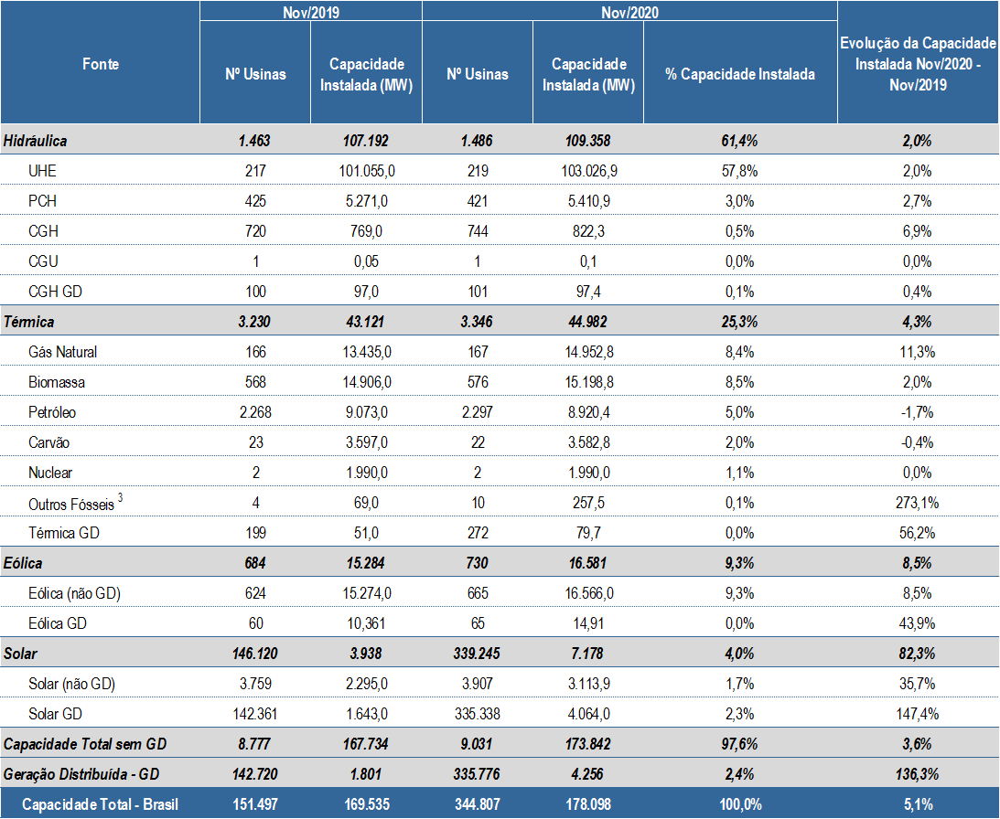 Fonte Nov/2019 Nov/2020 Evolução da Capacidade Instalada Nov/2020 - Nov/2019
Nº Usinas Capacidade Instalada (MW) Nº Usinas Capacidade Instalada (MW) % Capacidade Instalada
Hidráulica 1.463 107.192 1.486 109.358 61,4% 2,0%
UHE 217 101.055,0 219 103.026,9 57,8% 2,0%
PCH 425 5.271,0 421 5.410,9 3,0% 2,7%
CGH 720 769,0 744 822,3 0,5% 6,9%
CGU 1 0,05 1 0,1 0,0% 0,0%
CGH GD 100 97,0 101 97,4 0,1% 0,4%
Térmica 3.230 43.121 3.346 44.982 25,3% 4,3%
Gás Natural 166 13.435,0 167 14.952,8 8,4% 11,3%
Biomassa 568 14.906,0 576 15.198,8 8,5% 2,0%
Petróleo 2.268 9.073,0 2.297 8.920,4 5,0% -1,7%
Carvão 23 3.597,0 22 3.582,8 2,0% -0,4%
Nuclear 2 1.990,0 2 1.990,0 1,1% 0,0%
Outros Fósseis 3 4 69,0 10 257,5 0,1% 273,1%
Térmica GD 199 51,0 272 79,7 0,0% 56,2%
Eólica 684 15.284 730 16.581 9,3% 8,5%
Eólica (não GD) 624 15.274,0 665 16.566,0 9,3% 8,5%
Eólica GD 60 10,361 65 14,91 0,0% 43,9%
Solar 146.120 3.938 339.245 7.178 4,0% 82,3%
Solar (não GD) 3.759 2.295,0 3.907 3.113,9 1,7% 35,7%
Solar GD 142.361 1.643,0 335.338 4.064,0 2,3% 147,4%
Capacidade Total sem GD 8.777 167.734 9.031 173.842 97,6% 3,6%
Geração Distribuída - GD 142.720 1.801 335.776 4.256 2,4% 136,3%
Capacidade Total - Brasil 151.497 169.535 344.807 178.098 100,0% 5,1%